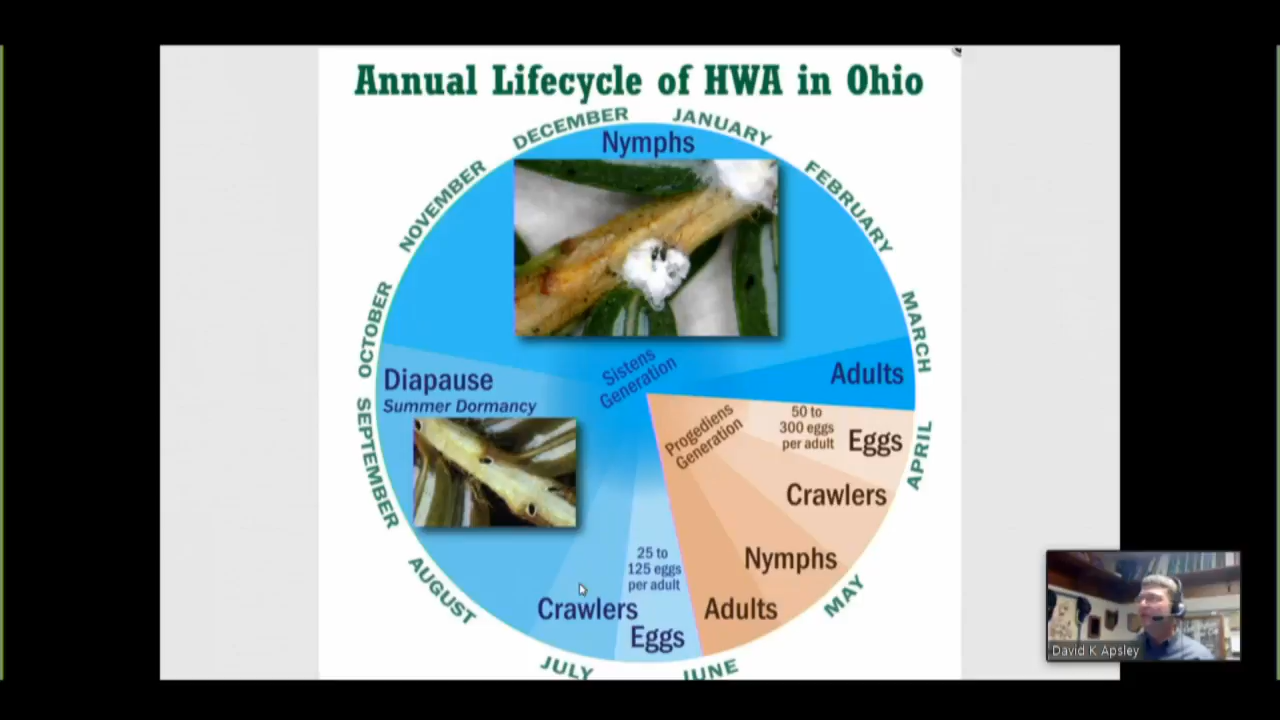 Annual Lifecycle of HWA in Ohio
DECEMBER
JANUARY
Nymphs
NOVEMBER
FEBRUARY
OCTOBER
MARCH
Sistens
Generation
Adults
Diapause
Summer Dormancy
SEPTEMBER
Progediens
Generation
50 to
300 eggs
per adult
Eggs
APRIL
Crawlers
Nymphs
25 to
125 eggs
per adult
AUGUST
MAY
Crawlers
Adults
Eggs
JULY
JUNE
David K Apsley